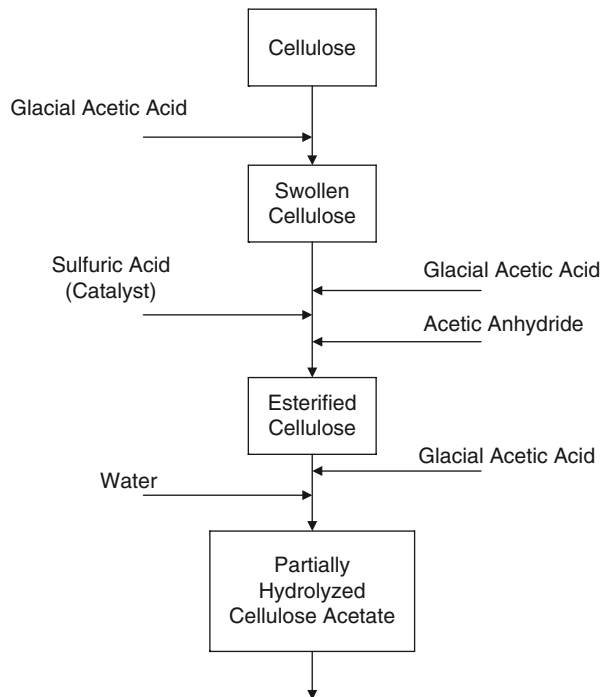 Cellulose
Glacial Acetic Acid
Swollen
Cellulose
Sulfuric Acid
(Catalyst)
Glacial Acetic Acid
Acetic Anhydride
Esterified
Cellulose
Glacial Acetic Acid
Water
Partially
Hydrolyzed
Cellulose Acetate